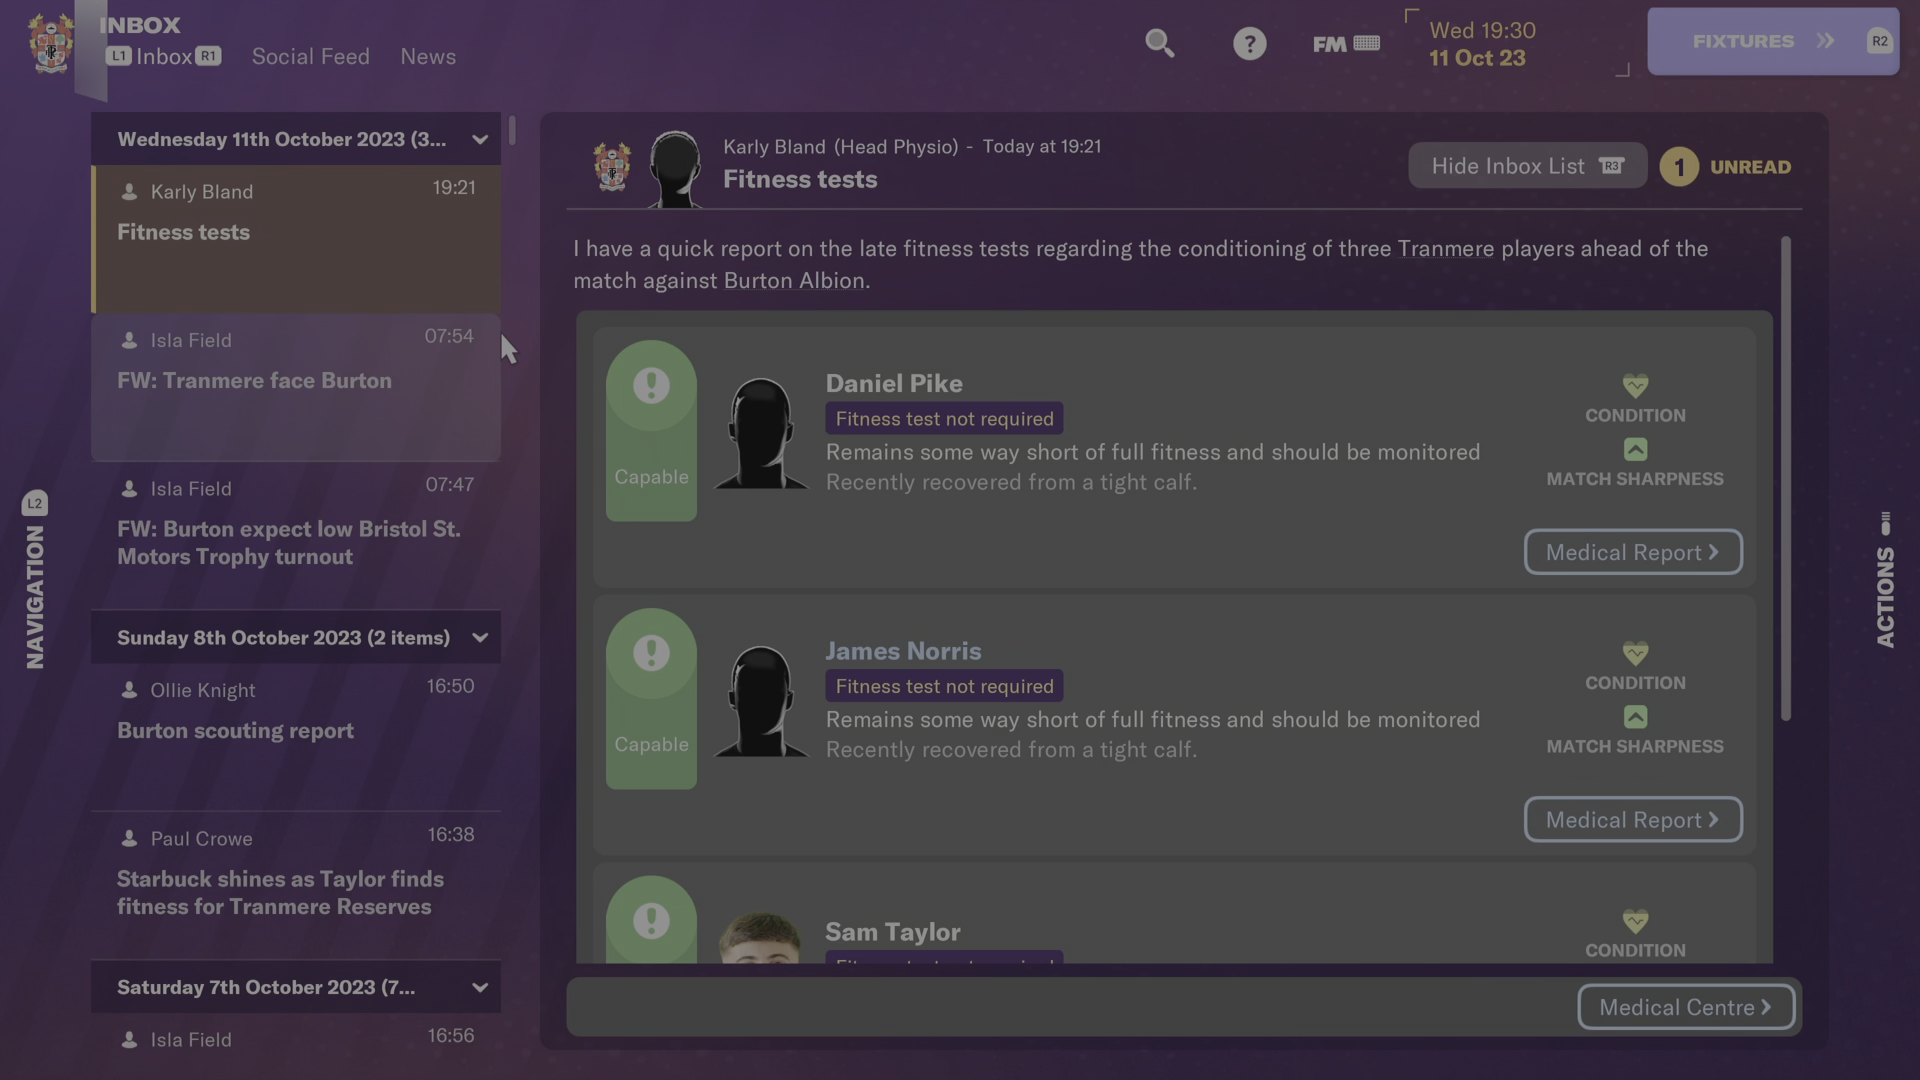 INBOX
L1 Inbox R1 Social Feed News
? FM
Wed 19:30
11 Oct 23
FIXTURES R2
Wednesday 11th October 2023 (3...
Karly Bland 19:21
Fitness tests
Isla Field 07:54
FW: Tranmere face Burton
Isla Field 07:47
FW: Burton expect low Bristol St.
Motors Trophy turnout
Sunday 8th October 2023 (2 items)
Ollie Knight 16:50
Burton scouting report
Paul Crowe 16:38
Starbuck shines as Taylor finds
fitness for Tranmere Reserves
Saturday 7th October 2023 (7...
Isla Field 16:56
L2
NAVIGATION
Karly Bland (Head Physio) - Today at 19:21
Fitness tests
Hide Inbox List R3
1 UNREAD
I have a quick report on the late fitness tests regarding the conditioning of three Tranmere players ahead of the
match against Burton Albion.
Capable
Daniel Pike
Fitness test not required
Remains some way short of full fitness and should be monitored
Recently recovered from a tight calf.
CONDITION
MATCH SHARPNESS
Medical Report
Capable
James Norris
Fitness test not required
Remains some way short of full fitness and should be monitored
Recently recovered from a tight calf.
CONDITION
MATCH SHARPNESS
Medical Report
Sam Taylor
CONDITION
Medical Centre
ACTIONS